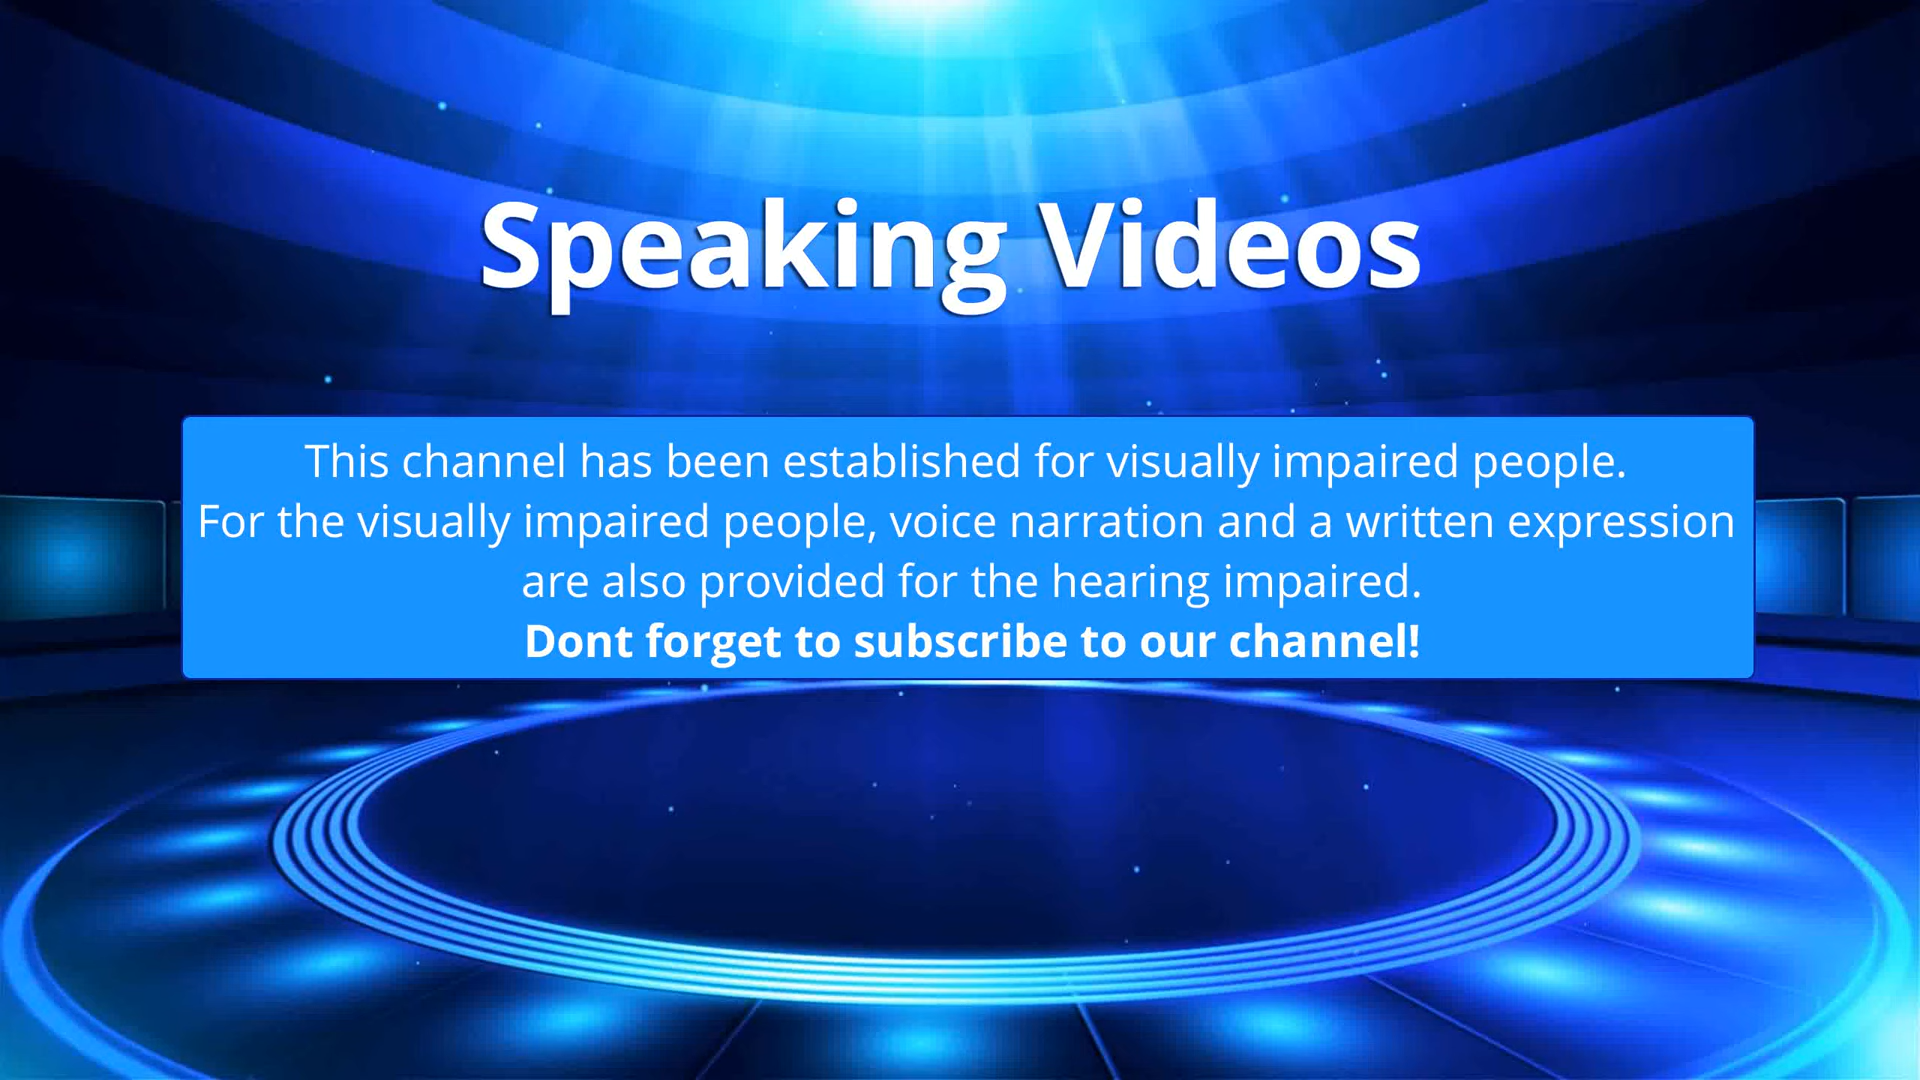 Speaking Videos
This channel has been established for visually impaired people.
For the visually impaired people, voice narration and a written expression
are also provided for the hearing impaired.
Dont forget to subscribe to our channel!